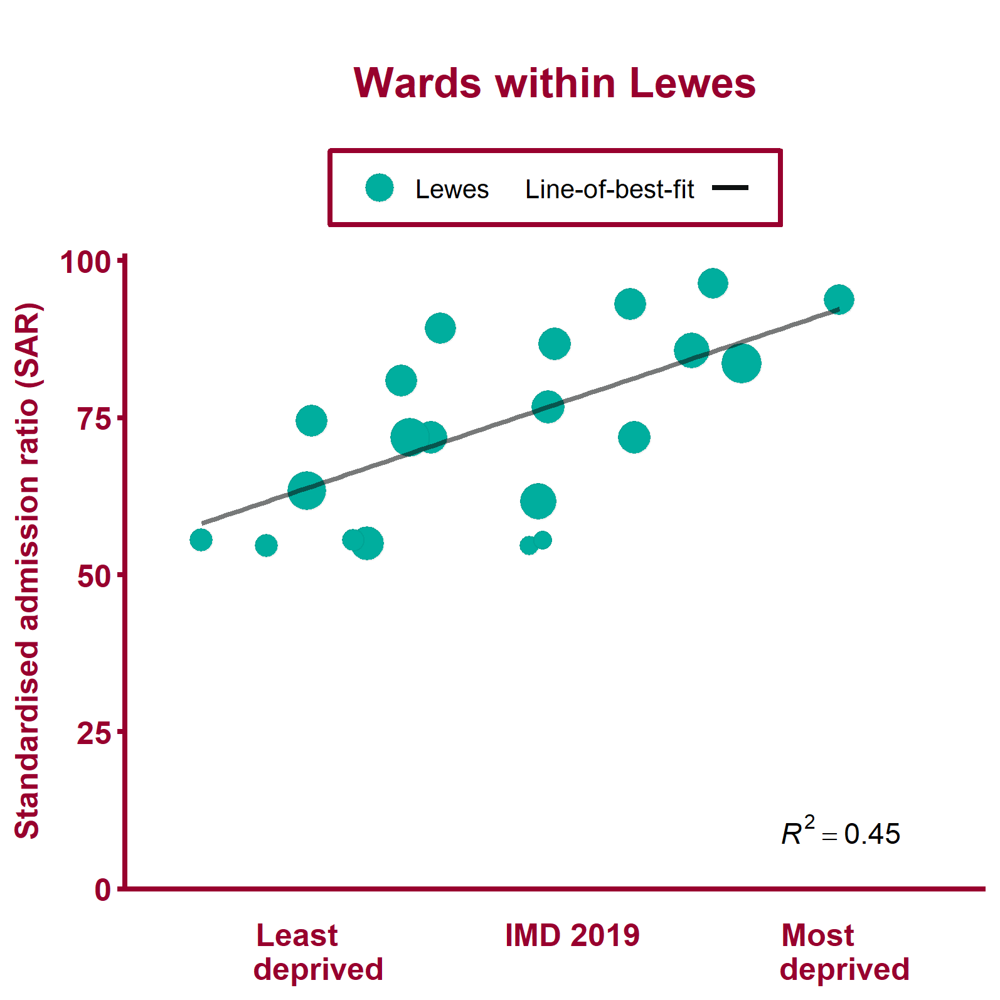 Wards within Lewes
Lewes Line-of-best-fit
Standardised admission ratio (SAR)
100
75
50
25
0
R² = 0.45
Least deprived
IMD 2019
Most deprived